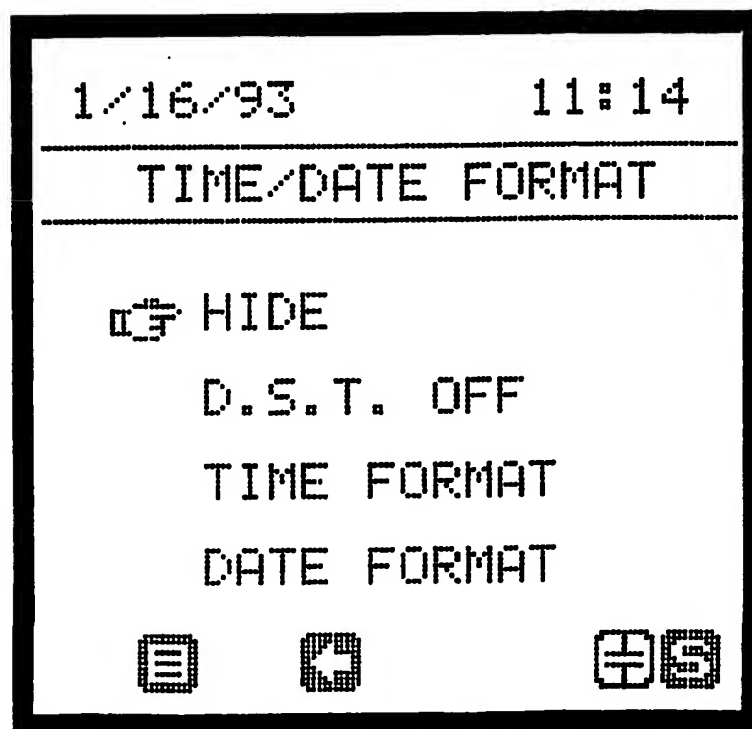 1/16/93 11:14
TIME/DATE FORMAT
HIDE
D.S.T. OFF
TIME FORMAT
DATE FORMAT